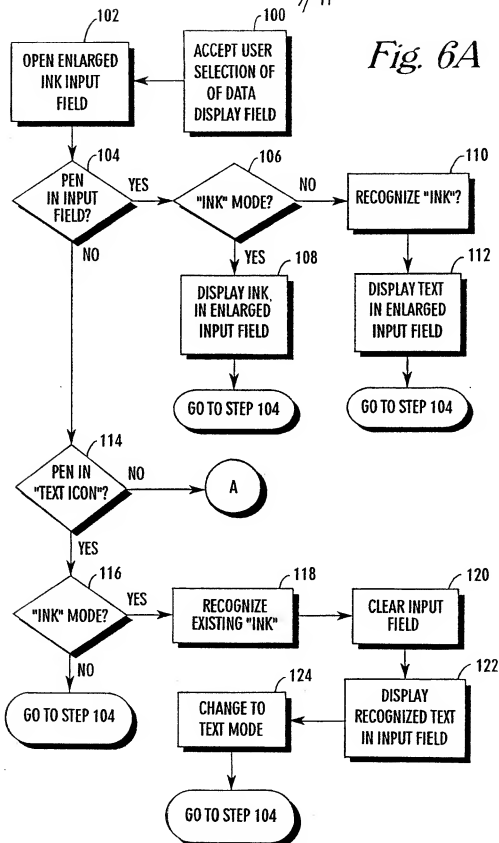 Fig. 6A
102
100
OPEN ENLARGED
INK INPUT
FIELD
ACCEPT USER
SELECTION OF
OF DATA
DISPLAY FIELD
104
PEN
IN INPUT
FIELD?
YES
NO
106
"INK" MODE?
NO
YES
110
RECOGNIZE "INK"?
108
DISPLAY INK
IN ENLARGED
INPUT FIELD
112
DISPLAY TEXT
IN ENLARGED
INPUT FIELD
GO TO STEP 104
GO TO STEP 104
114
PEN IN
"TEXT ICON"?
NO
A
YES
116
"INK" MODE?
YES
NO
118
RECOGNIZE
EXISTING "INK"
120
CLEAR INPUT
FIELD
GO TO STEP 104
124
CHANGE TO
TEXT MODE
122
DISPLAY
RECOGNIZED TEXT
IN INPUT FIELD
GO TO STEP 104